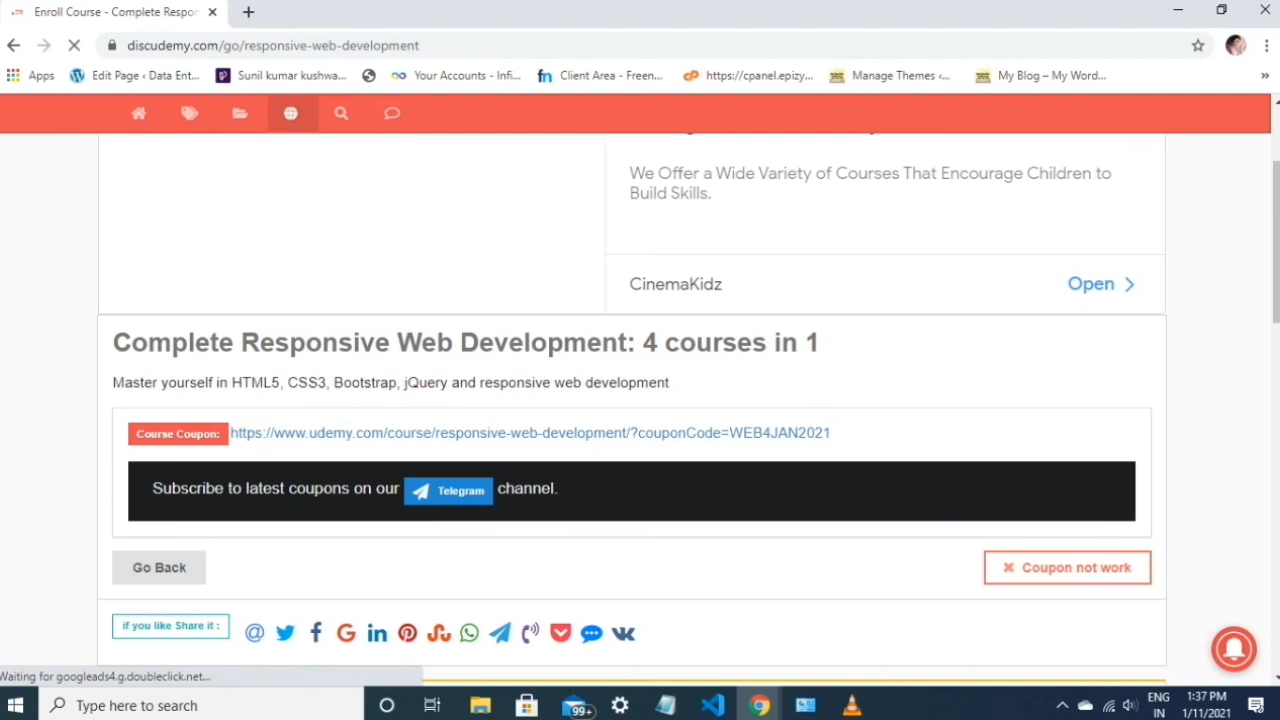 Enroll Course - Complete Respon
discudemy.com/go/responsive-web-development
Apps
Edit Page ‹ Data Ent...
Sunil kumar kushwa...
Your Accounts - Infi...
Client Area - Freen...
https://cpanel.epizy...
Manage Themes ‹...
My Blog – My Word...
»
We Offer a Wide Variety of Courses That Encourage Children to
Build Skills.
CinemaKidz
Open
Complete Responsive Web Development: 4 courses in 1
Master yourself in HTML5, CSS3, Bootstrap, jQuery and responsive web development
Course Coupon: https://www.udemy.com/course/responsive-web-development/?couponCode=WEB4JAN2021
Subscribe to latest coupons on our Telegram channel.
Go Back
Coupon not work
if you like Share it :
Waiting for googleads4.g.doubleclick.net...
Type here to search
99+
ENG
IN
1:37 PM
1/11/2021